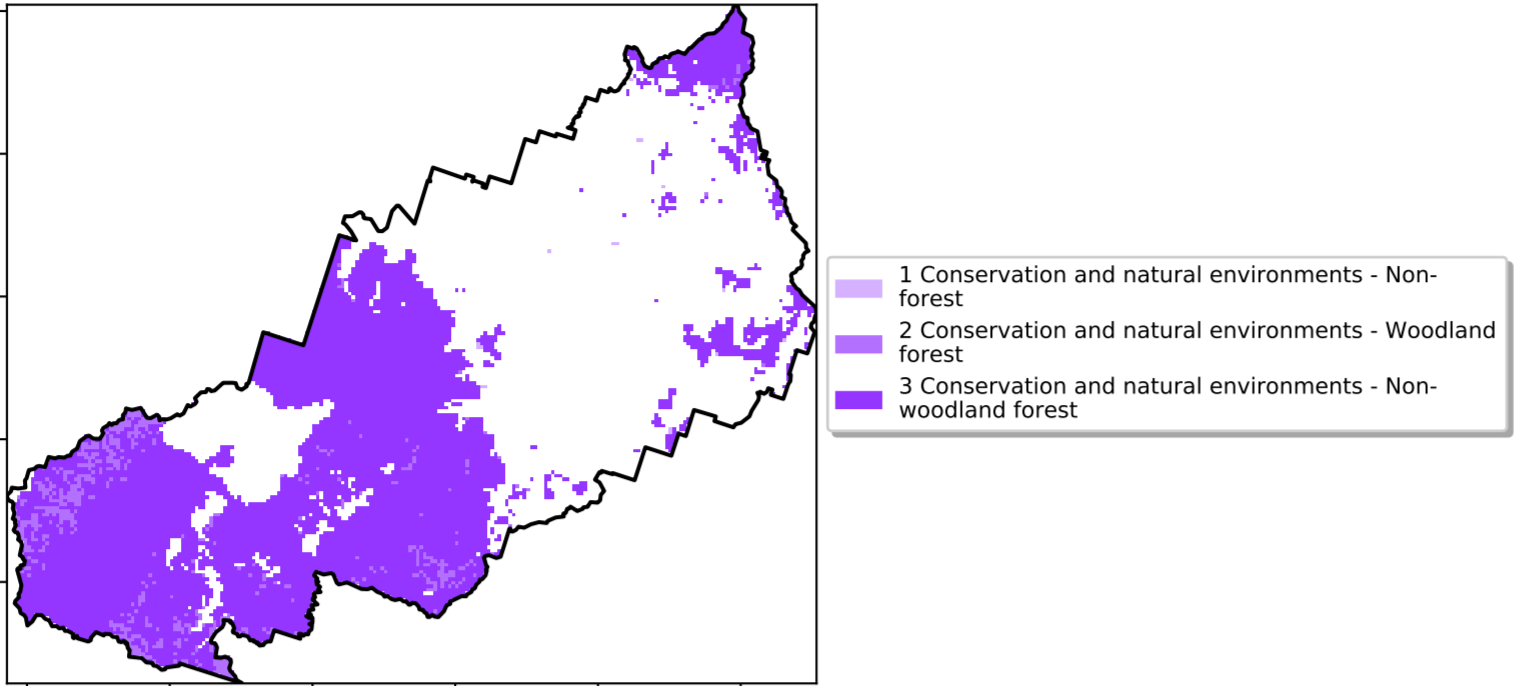 1 Conservation and natural environments - Non-
forest
2 Conservation and natural environments - Woodland
forest
3 Conservation and natural environments - Non-
woodland forest